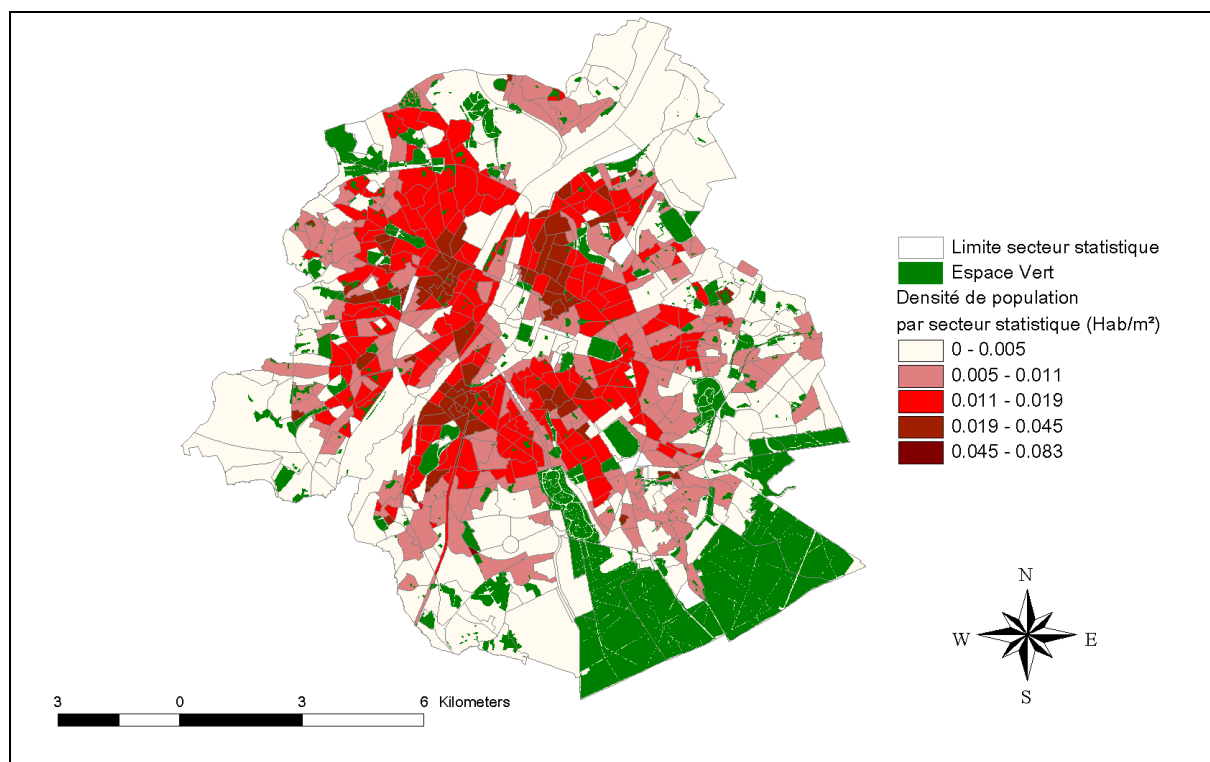 Limite secteur statistique
Espace Vert
Densité de population
par secteur statistique (Hab/m²)
0 - 0.005
0.005 - 0.011
0.011 - 0.019
0.019 - 0.045
0.045 - 0.083
N
W E
S
3 0 3 6 Kilometers